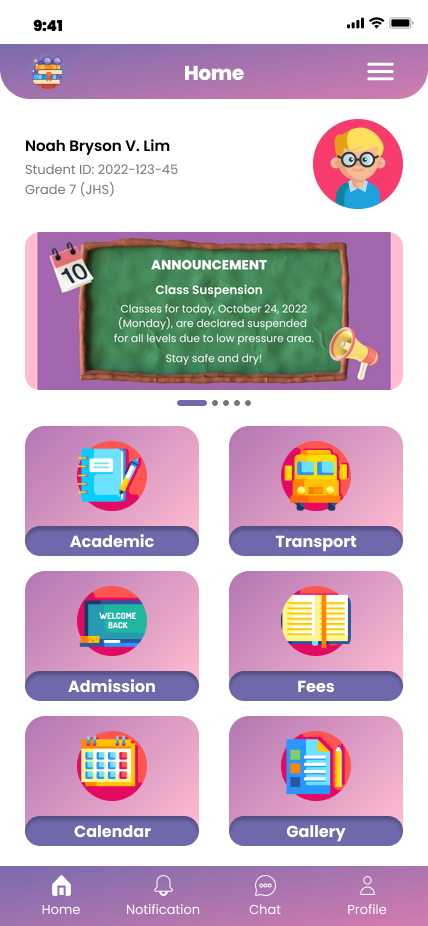 9:41
Home
Noah Bryson V. Lim
Student ID: 2022-123-45
Grade 7 (JHS)
10
ANNOUNCEMENT
Class Suspension
Classes for today, October 24, 2022
(Monday), are declared suspended
for all levels due to low pressure area.
Stay safe and dry!
Academic
Transport
WELCOME
BACK
Admission
Fees
Calendar
Gallery
Home
Notification
Chat
Profile